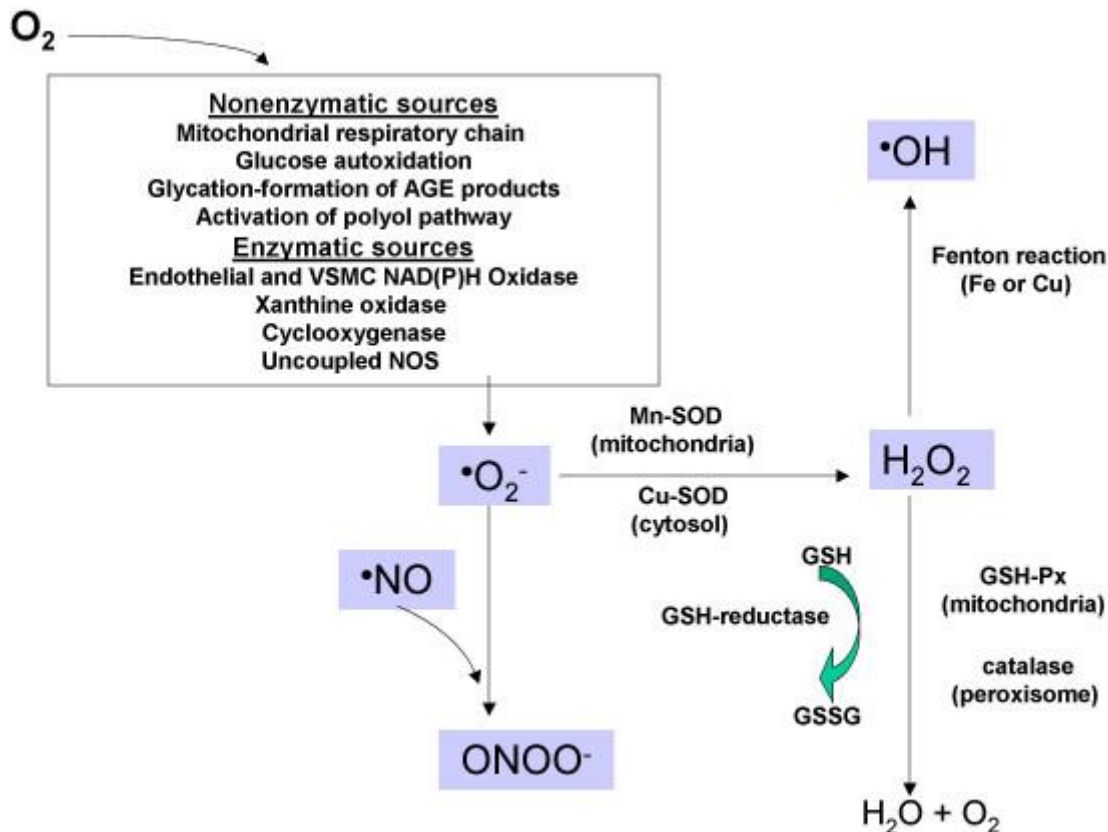 O₂
Nonenzymatic sources
Mitochondrial respiratory chain
Glucose autoxidation
Glycation-formation of AGE products
Activation of polyol pathway
Enzymatic sources
Endothelial and VSMC NAD(P)H Oxidase
Xanthine oxidase
Cyclooxygenase
Uncoupled NOS
•OH
Fenton reaction
(Fe or Cu)
Mn-SOD
(mitochondria)
•O₂⁻
H₂O₂
Cu-SOD
(cytosol)
•NO
GSH
GSH-reductase
GSSG
GSH-Px
(mitochondria)
catalase
(peroxisome)
ONOO⁻
H₂O + O₂